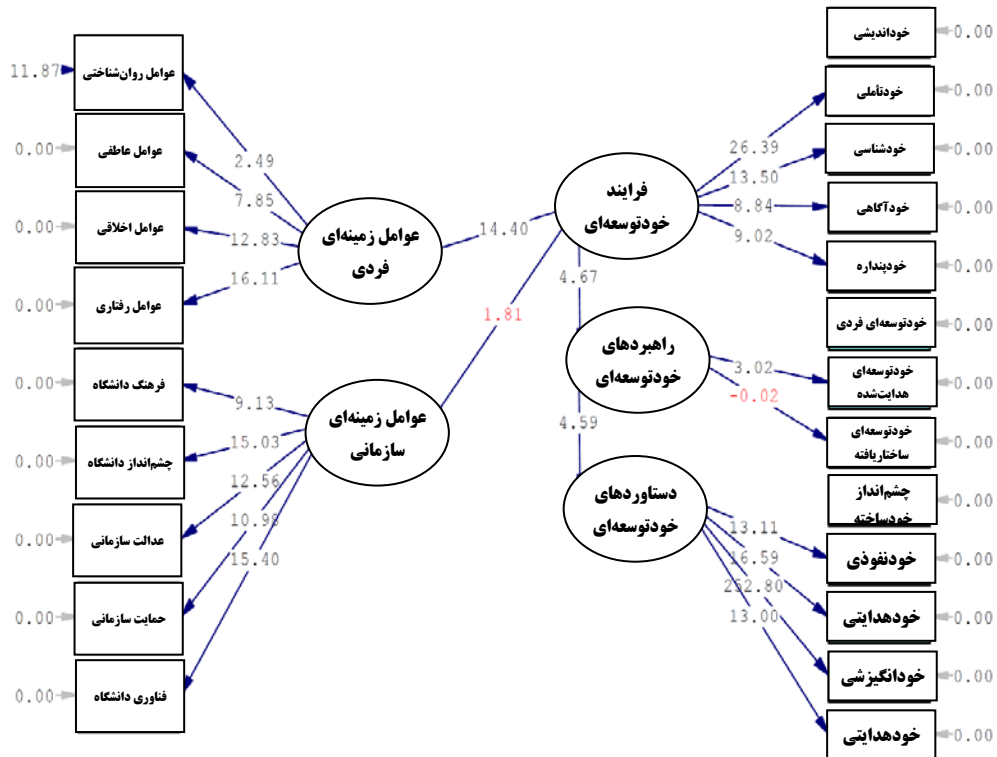 11.87
عوامل روان‌شناختی
0.00
عوامل عاطفی
0.00
عوامل اخلاقی
0.00
عوامل رفتاری
0.00
فرهنگ دانشگاه
0.00
چشم‌انداز دانشگاه
0.00
عدالت سازمانی
0.00
حمایت سازمانی
0.00
فناوری دانشگاه
2.49
7.85
12.83
16.11
عوامل زمینه‌ای
فردی
9.13
15.03
12.56
10.98
15.40
عوامل زمینه‌ای
سازمانی
14.40
1.81
فرایند
خودتوسعه‌ای
4.67
راهبردهای
خودتوسعه‌ای
4.59
دستاوردهای
خودتوسعه‌ای
26.39
13.50
8.84
9.02
3.02
-0.02
13.11
16.59
252.80
13.00
خوداندیشی
0.00
خودتأملی
0.00
خودشناسی
0.00
خودآگاهی
0.00
خودپنداره
0.00
خودتوسعه‌ای فردی
0.00
خودتوسعه‌ای
هدایت‌شده
0.00
خودتوسعه‌ای
ساختاریافته
0.00
چشم‌انداز
خودساخته
0.00
خودنفوذی
0.00
خودهدایتی
0.00
خودانگیزشی
0.00
خودهدایتی
0.00